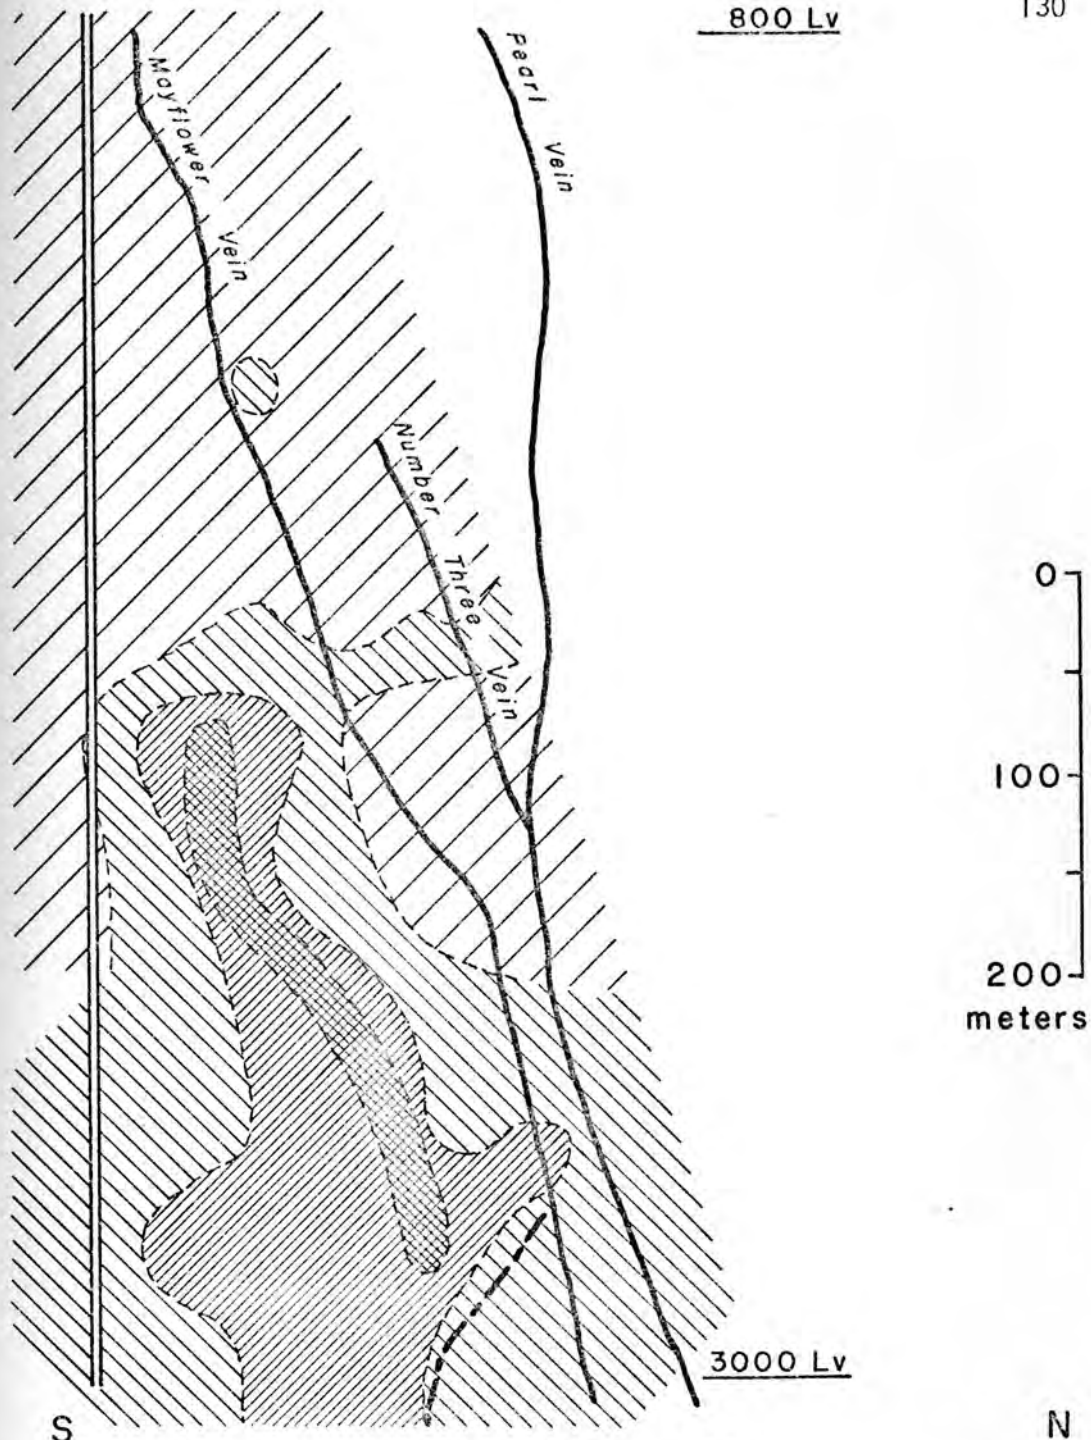 800 Lv
130
Mayflower Vein
Pearl Vein
Number Three Vein
0
100
200
meters
3000 Lv
S
N